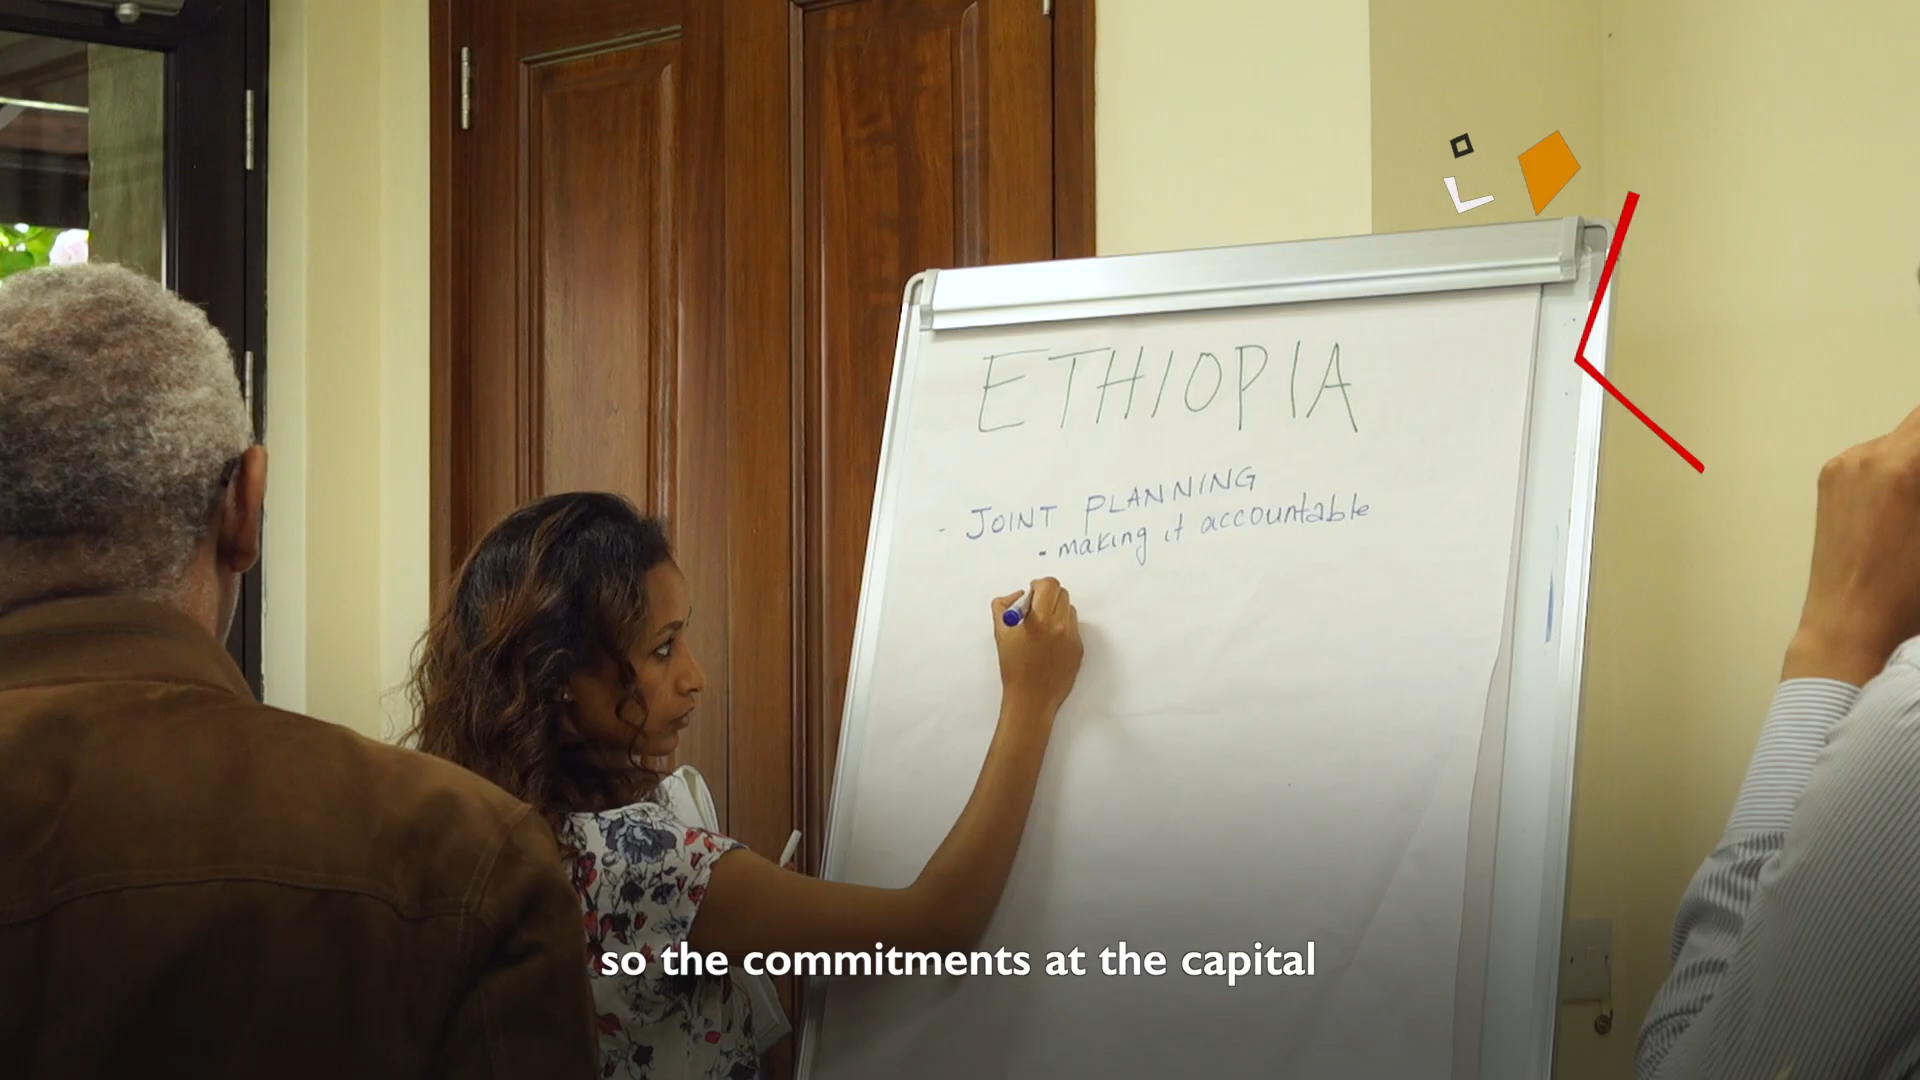 ETHIOPIA
- JOINT PLANNING
- making it accountable
so the commitments at the capital